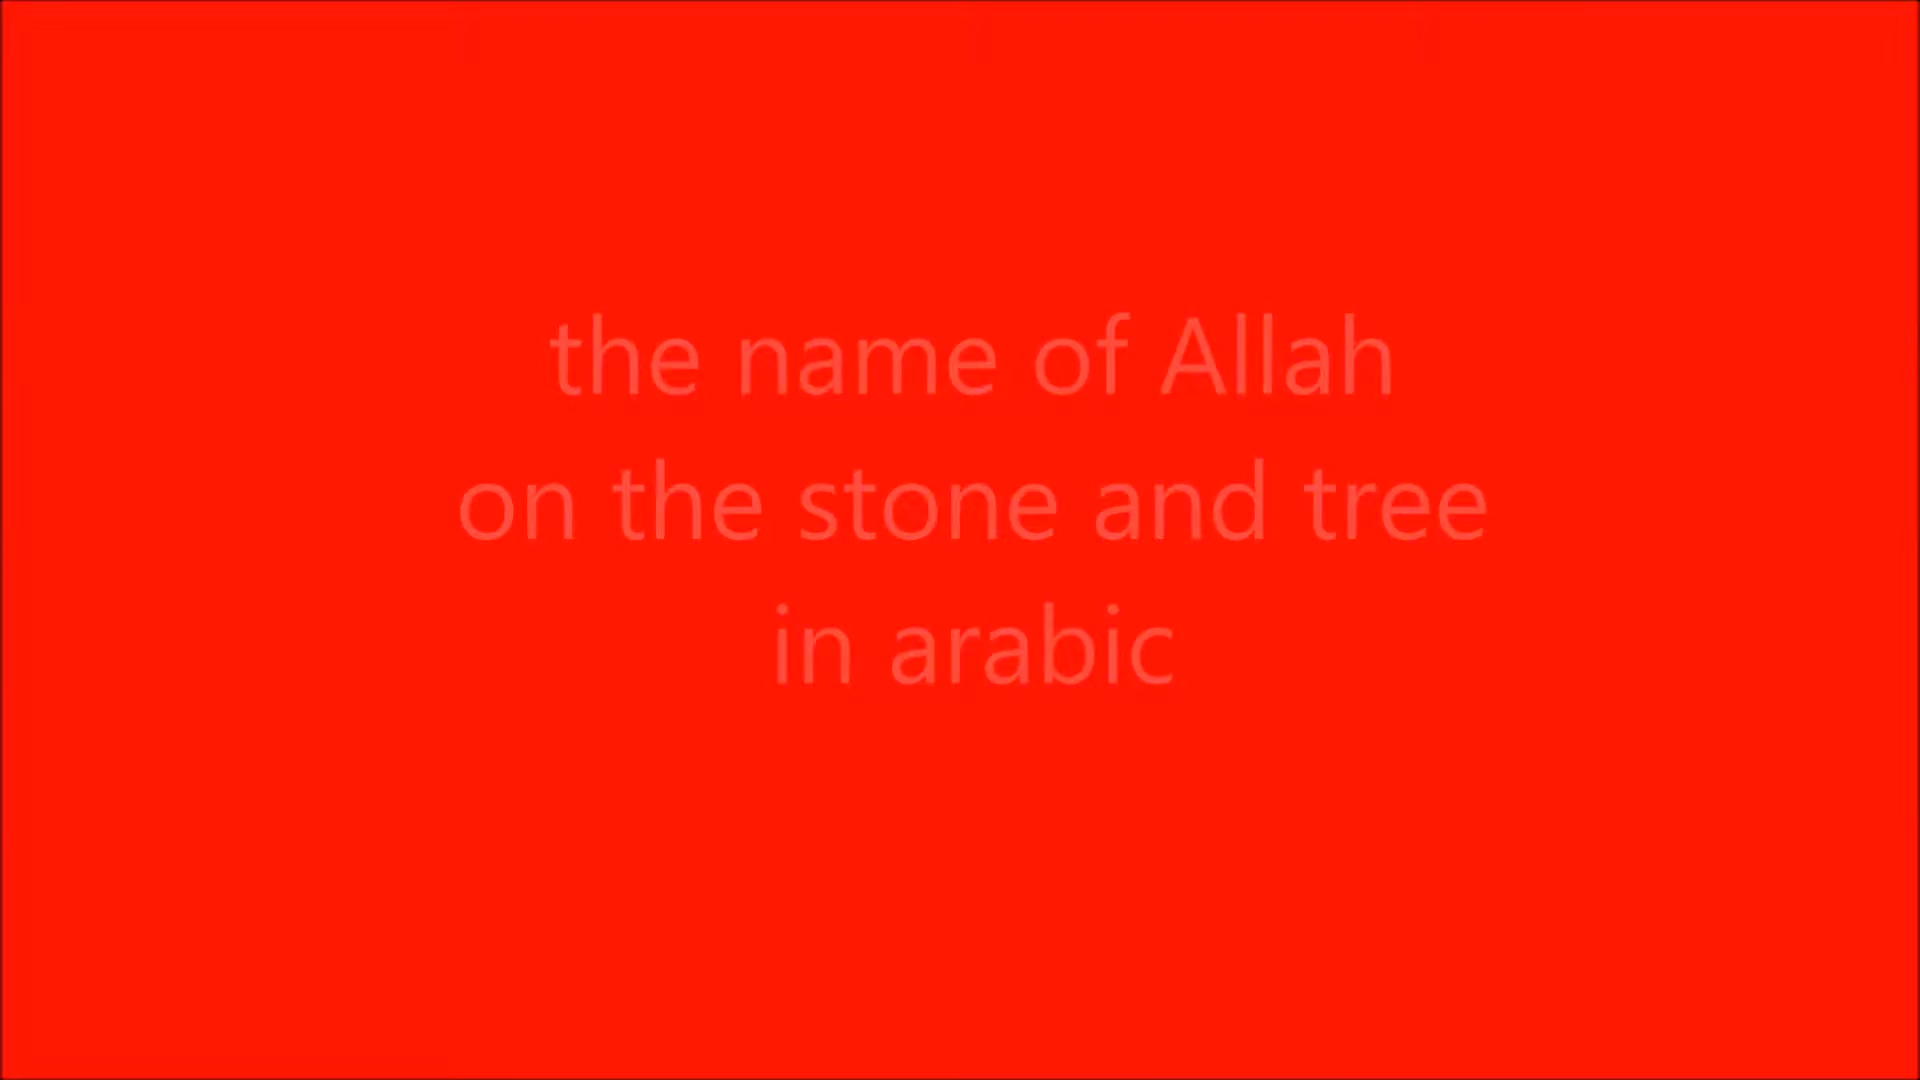 the name of Allah
on the stone and tree
in arabic